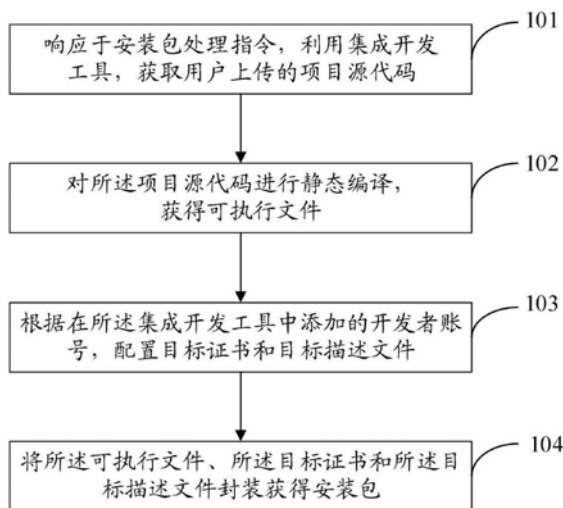 响应于安装包处理指令，利用集成开发
工具，获取用户上传的项目源代码
101
对所述项目源代码进行静态编译，
获得可执行文件
102
根据在所述集成开发工具中添加的开发者账
号，配置目标证书和目标描述文件
103
将所述可执行文件、所述目标证书和所述目
标描述文件封装获得安装包
104